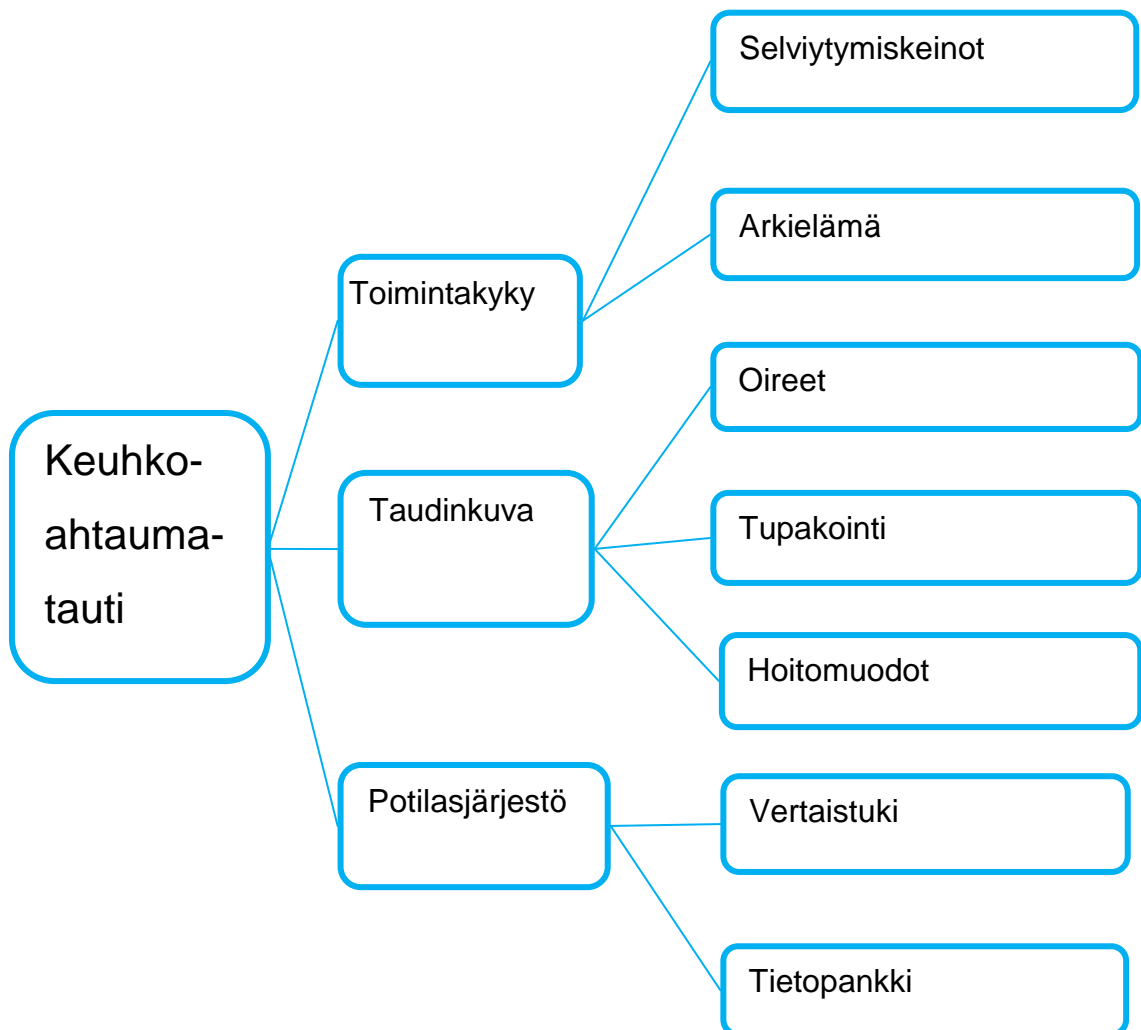 Selviytymiskeinot
Arkielämä
Toimintakyky
Oireet
Keuhko-
ahtauma-
tauti
Taudinkuva
Tupakointi
Hoitomuodot
Potilasjärjestö
Vertaistuki
Tietopankki